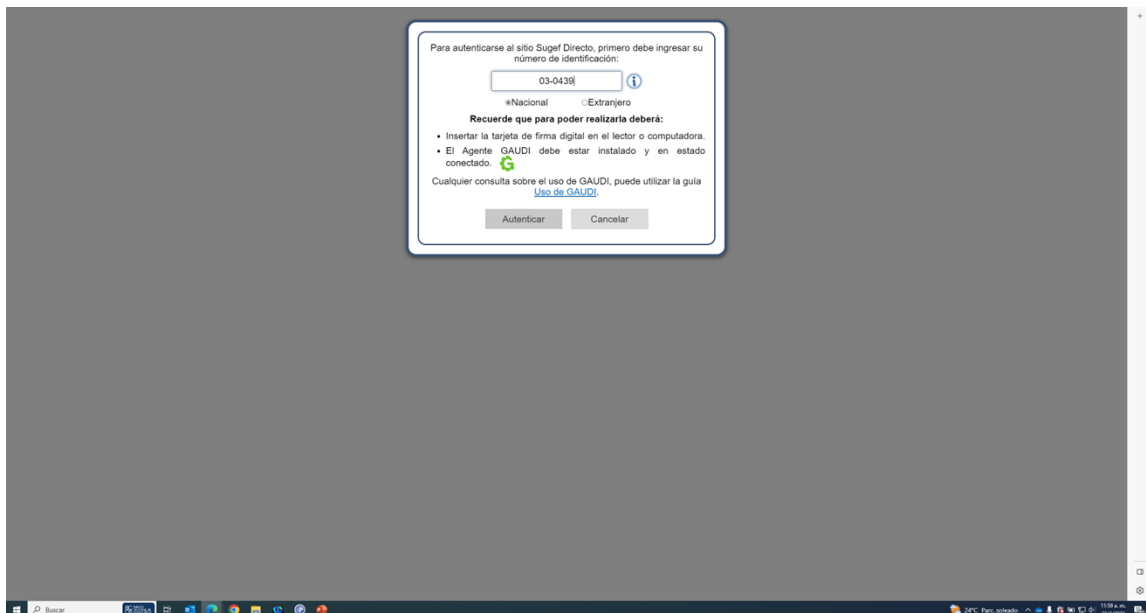 Para autenticarse al sitio Sugef Directo, primero debe ingresar su
número de identificación:
03-0439
Nacional Extranjero
Recuerde que para poder realizarla deberá:
• Insertar la tarjeta de firma digital en el lector o computadora.
• El Agente GAUDI debe estar instalado y en estado
conectado.
Cualquier consulta sobre el uso de GAUDI, puede utilizar la guía
Uso de GAUDI.
Autenticar Cancelar
Buscar
24°C Parc. soleado 11:59 a. m.